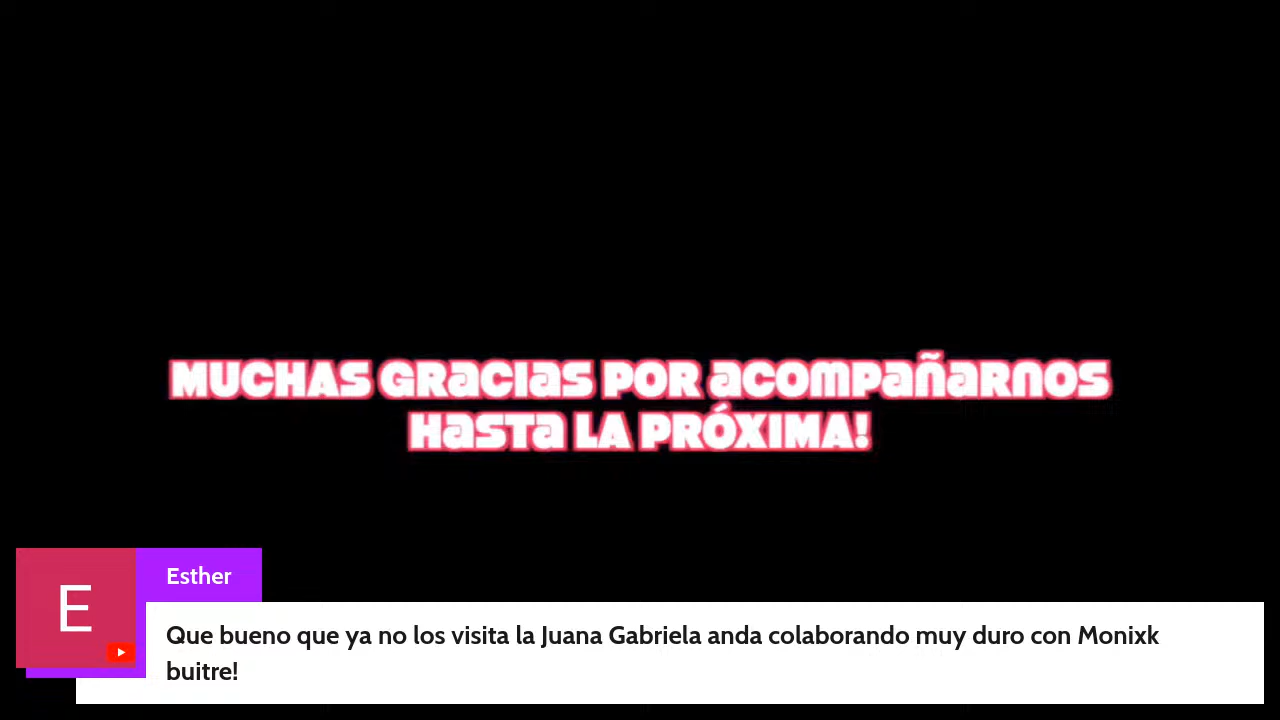 MUCHAS GRACIAS POR ACOMPAÑARNOS
HASTA LA PRÓXIMA!
E
Esther
Que bueno que ya no los visita la Juana Gabriela anda colaborando muy duro con Monixk
buitre!